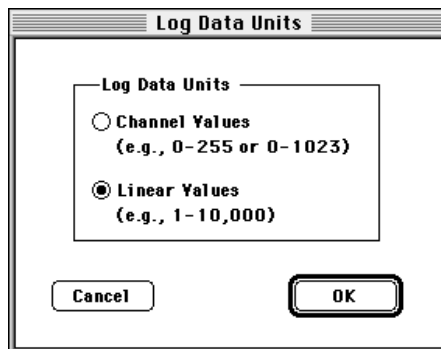 Log Data Units
Log Data Units
Channel Values
(e.g., 0-255 or 0-1023)
Linear Values
(e.g., 1-10,000)
Cancel
OK